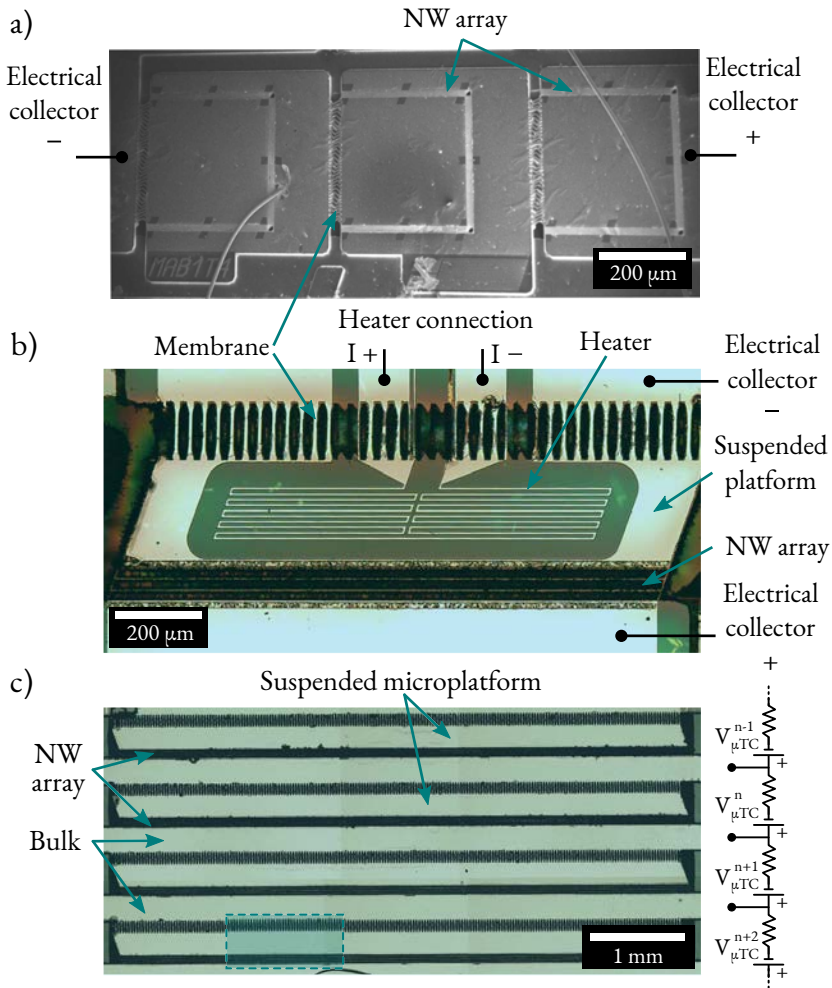 a)
NW array
Electrical
collector
−
Electrical
collector
+
MAB1TA
200 μm
b)
Membrane
Heater connection
I +
I −
Heater
Electrical
collector
−
Suspended
platform
NW array
Electrical
collector
+
200 μm
c)
Suspended microplatform
NW
array
Bulk
1 mm
V^{n-1}_{μTC}
+
V^{n}_{μTC}
+
V^{n+1}_{μTC}
+
V^{n+2}_{μTC}
+